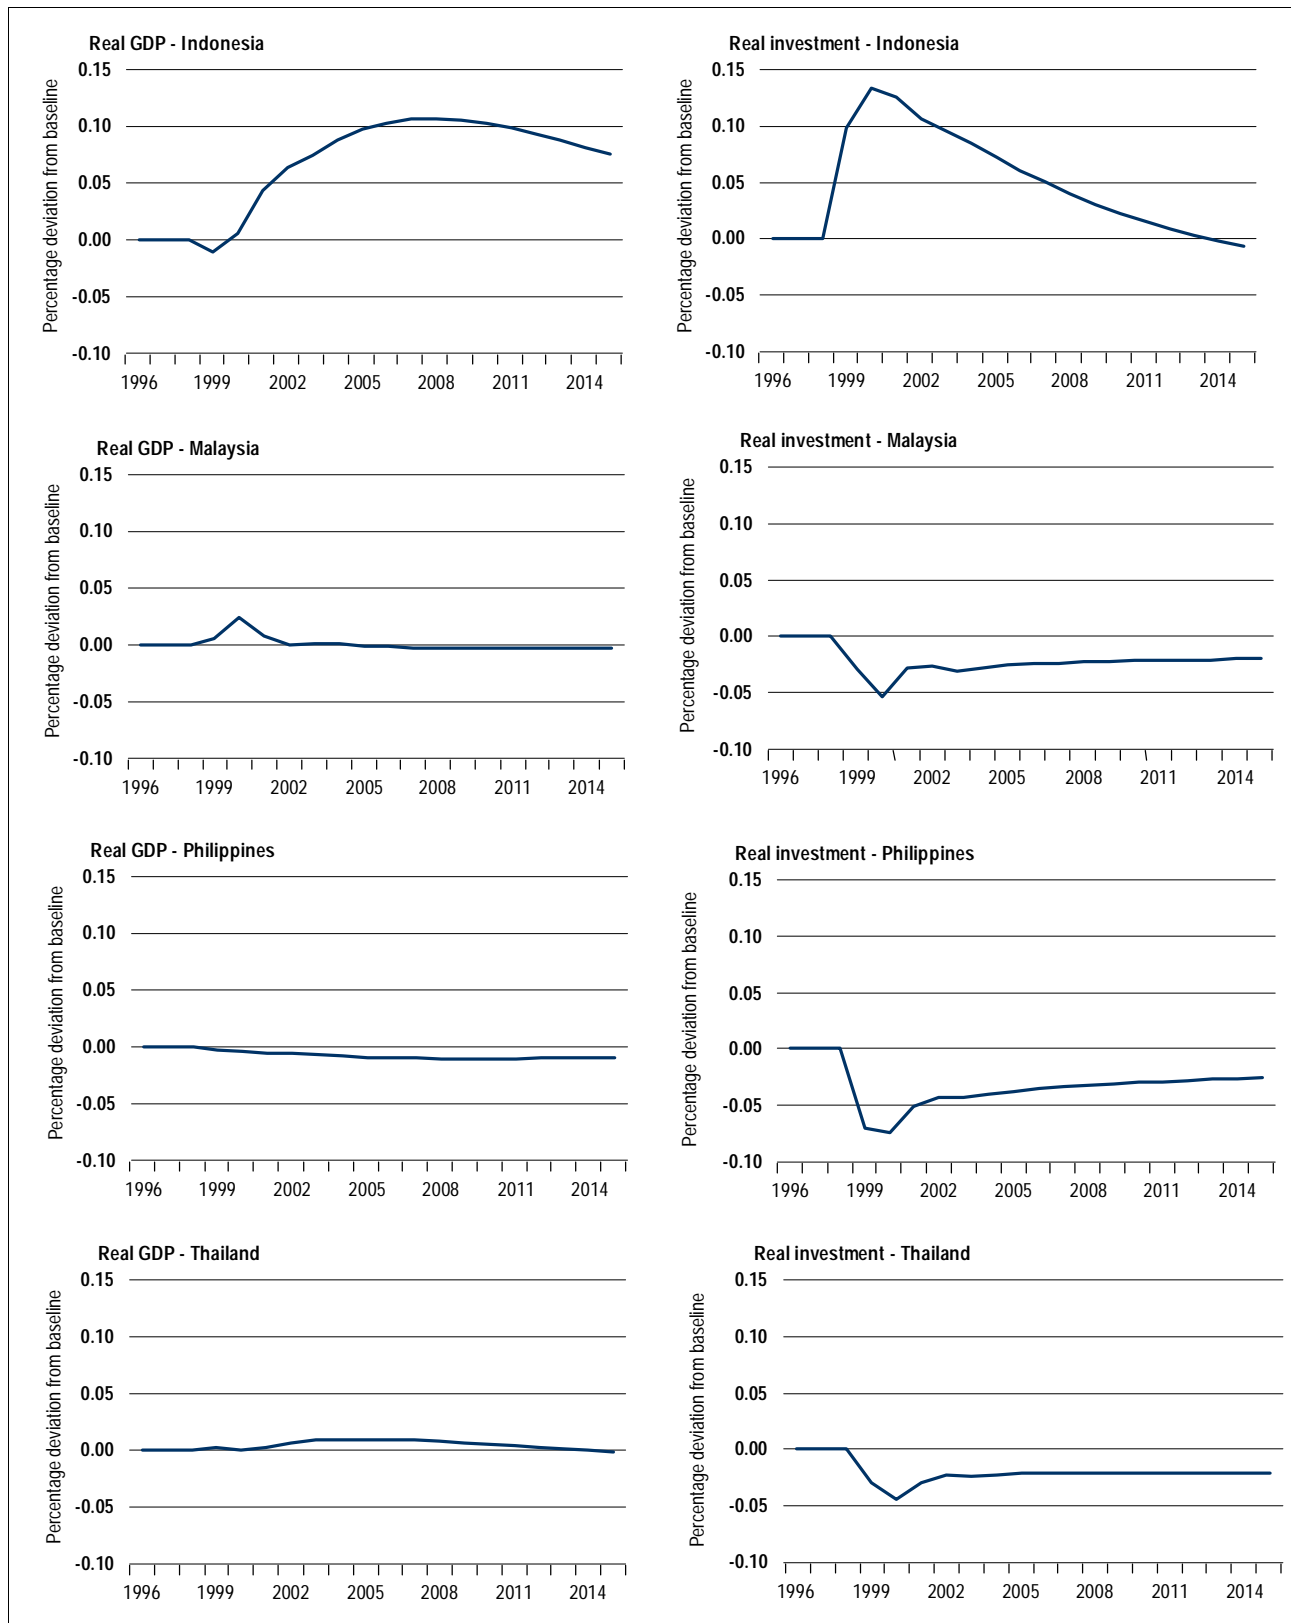 Real GDP - Indonesia
Percentage deviation from baseline
0.15
0.10
0.05
0.00
-0.05
-0.10
1996 1999 2002 2005 2008 2011 2014
Real investment - Indonesia
Percentage deviation from baseline
0.15
0.10
0.05
0.00
-0.05
-0.10
1996 1999 2002 2005 2008 2011 2014
Real GDP - Malaysia
Percentage deviation from baseline
0.15
0.10
0.05
0.00
-0.05
-0.10
1996 1999 2002 2005 2008 2011 2014
Real investment - Malaysia
Percentage deviation from baseline
0.15
0.10
0.05
0.00
-0.05
-0.10
1996 1999 2002 2005 2008 2011 2014
Real GDP - Philippines
Percentage deviation from baseline
0.15
0.10
0.05
0.00
-0.05
-0.10
1996 1999 2002 2005 2008 2011 2014
Real investment - Philippines
Percentage deviation from baseline
0.15
0.10
0.05
0.00
-0.05
-0.10
1996 1999 2002 2005 2008 2011 2014
Real GDP - Thailand
Percentage deviation from baseline
0.15
0.10
0.05
0.00
-0.05
-0.10
1996 1999 2002 2005 2008 2011 2014
Real investment - Thailand
Percentage deviation from baseline
0.15
0.10
0.05
0.00
-0.05
-0.10
1996 1999 2002 2005 2008 2011 2014